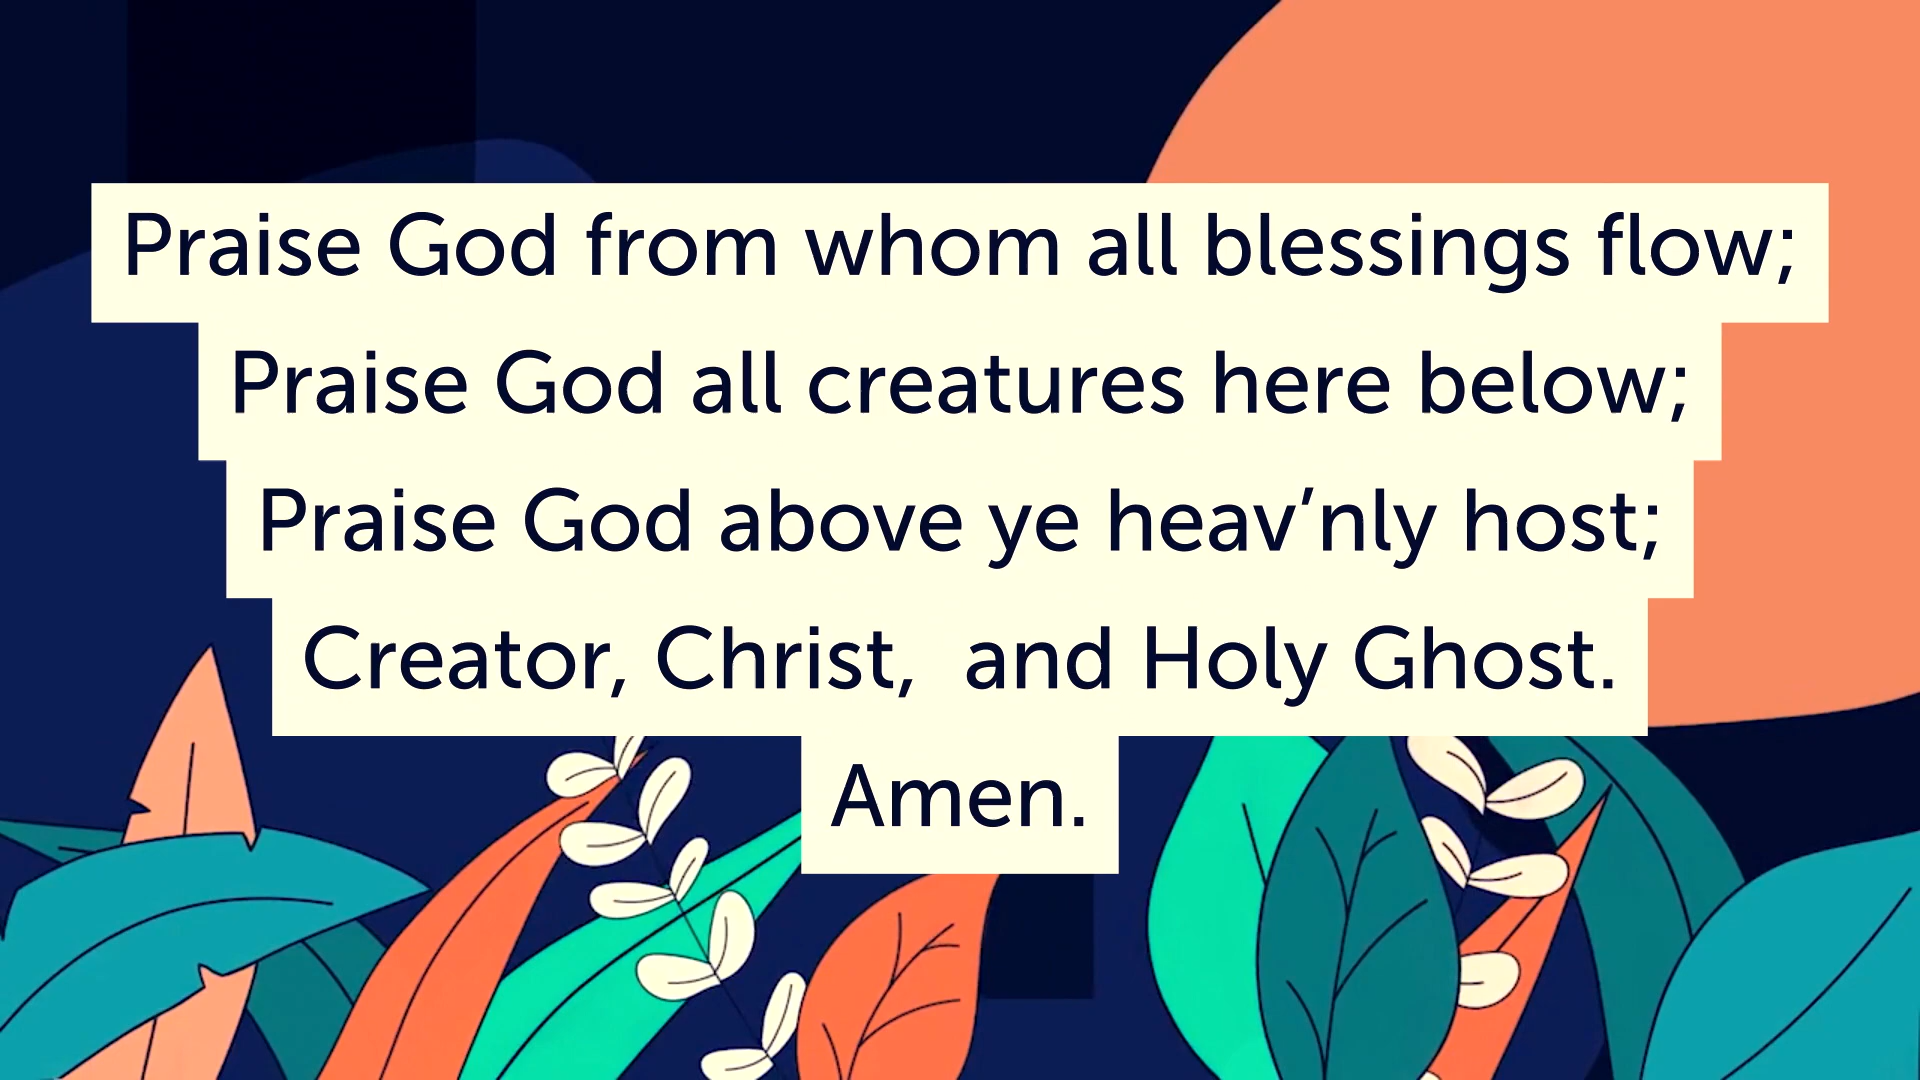 Praise God from whom all blessings flow;
Praise God all creatures here below;
Praise God above ye heav’nly host;
Creator, Christ,  and Holy Ghost.
Amen.